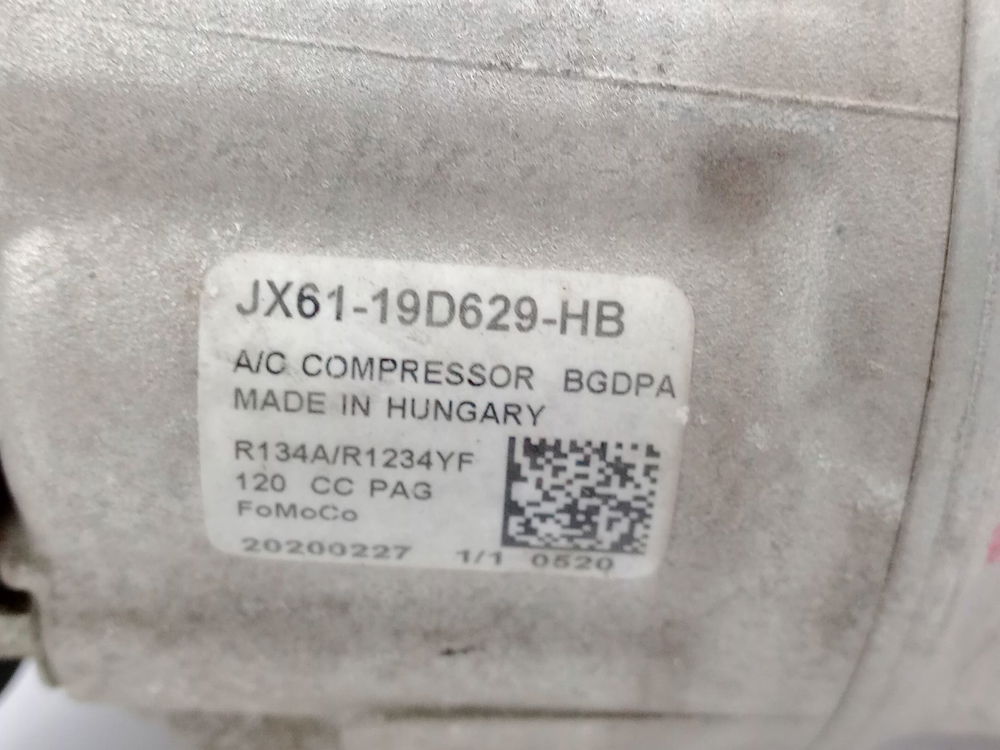 JX61-19D629-HB
A/C COMPRESSOR BGDPA
MADE IN HUNGARY
R134A/R1234YF
120 CC PAG
FoMoCo
20200227 1/1 0520